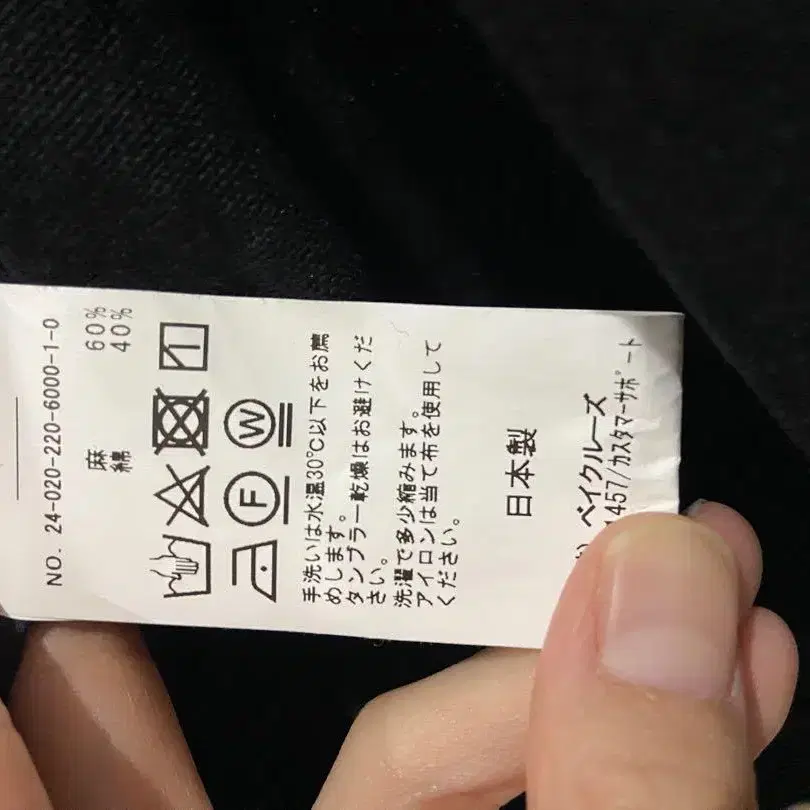 NO. 24-020-220-6000-1-0
麻 60%
綿 40%
W
F
手洗いは水温30℃以下をお薦
めします。
タンブラー乾燥はお避けくだ
さい。
洗濯で多少縮みます。
アイロンは当て布を使用して
ください。
日本製
ベイクルーズ
457/カスタマーサポート